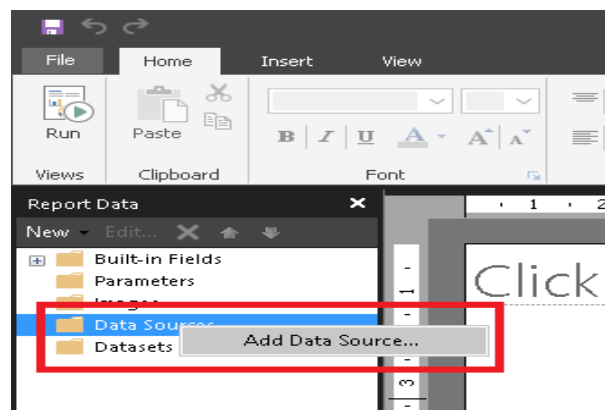 File Home Insert View
Run Paste B I U A A A
Views Clipboard Font
Report Data
1 2
New Edit...
Built-in Fields
Parameters
Images
Data Sources
Add Data Source...
Datasets
Click
3